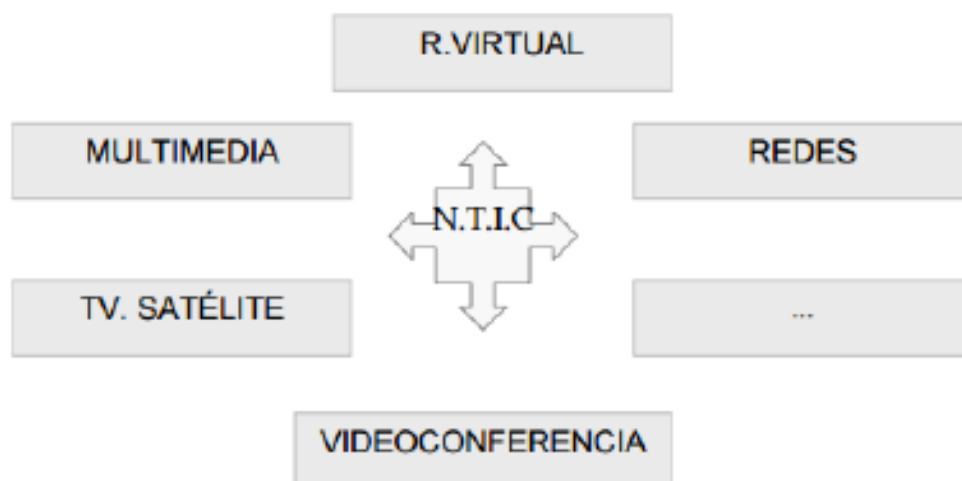 R.VIRTUAL
MULTIMEDIA
REDES
N.T.I.C
TV. SATÉLITE
...
VIDEOCONFERENCIA